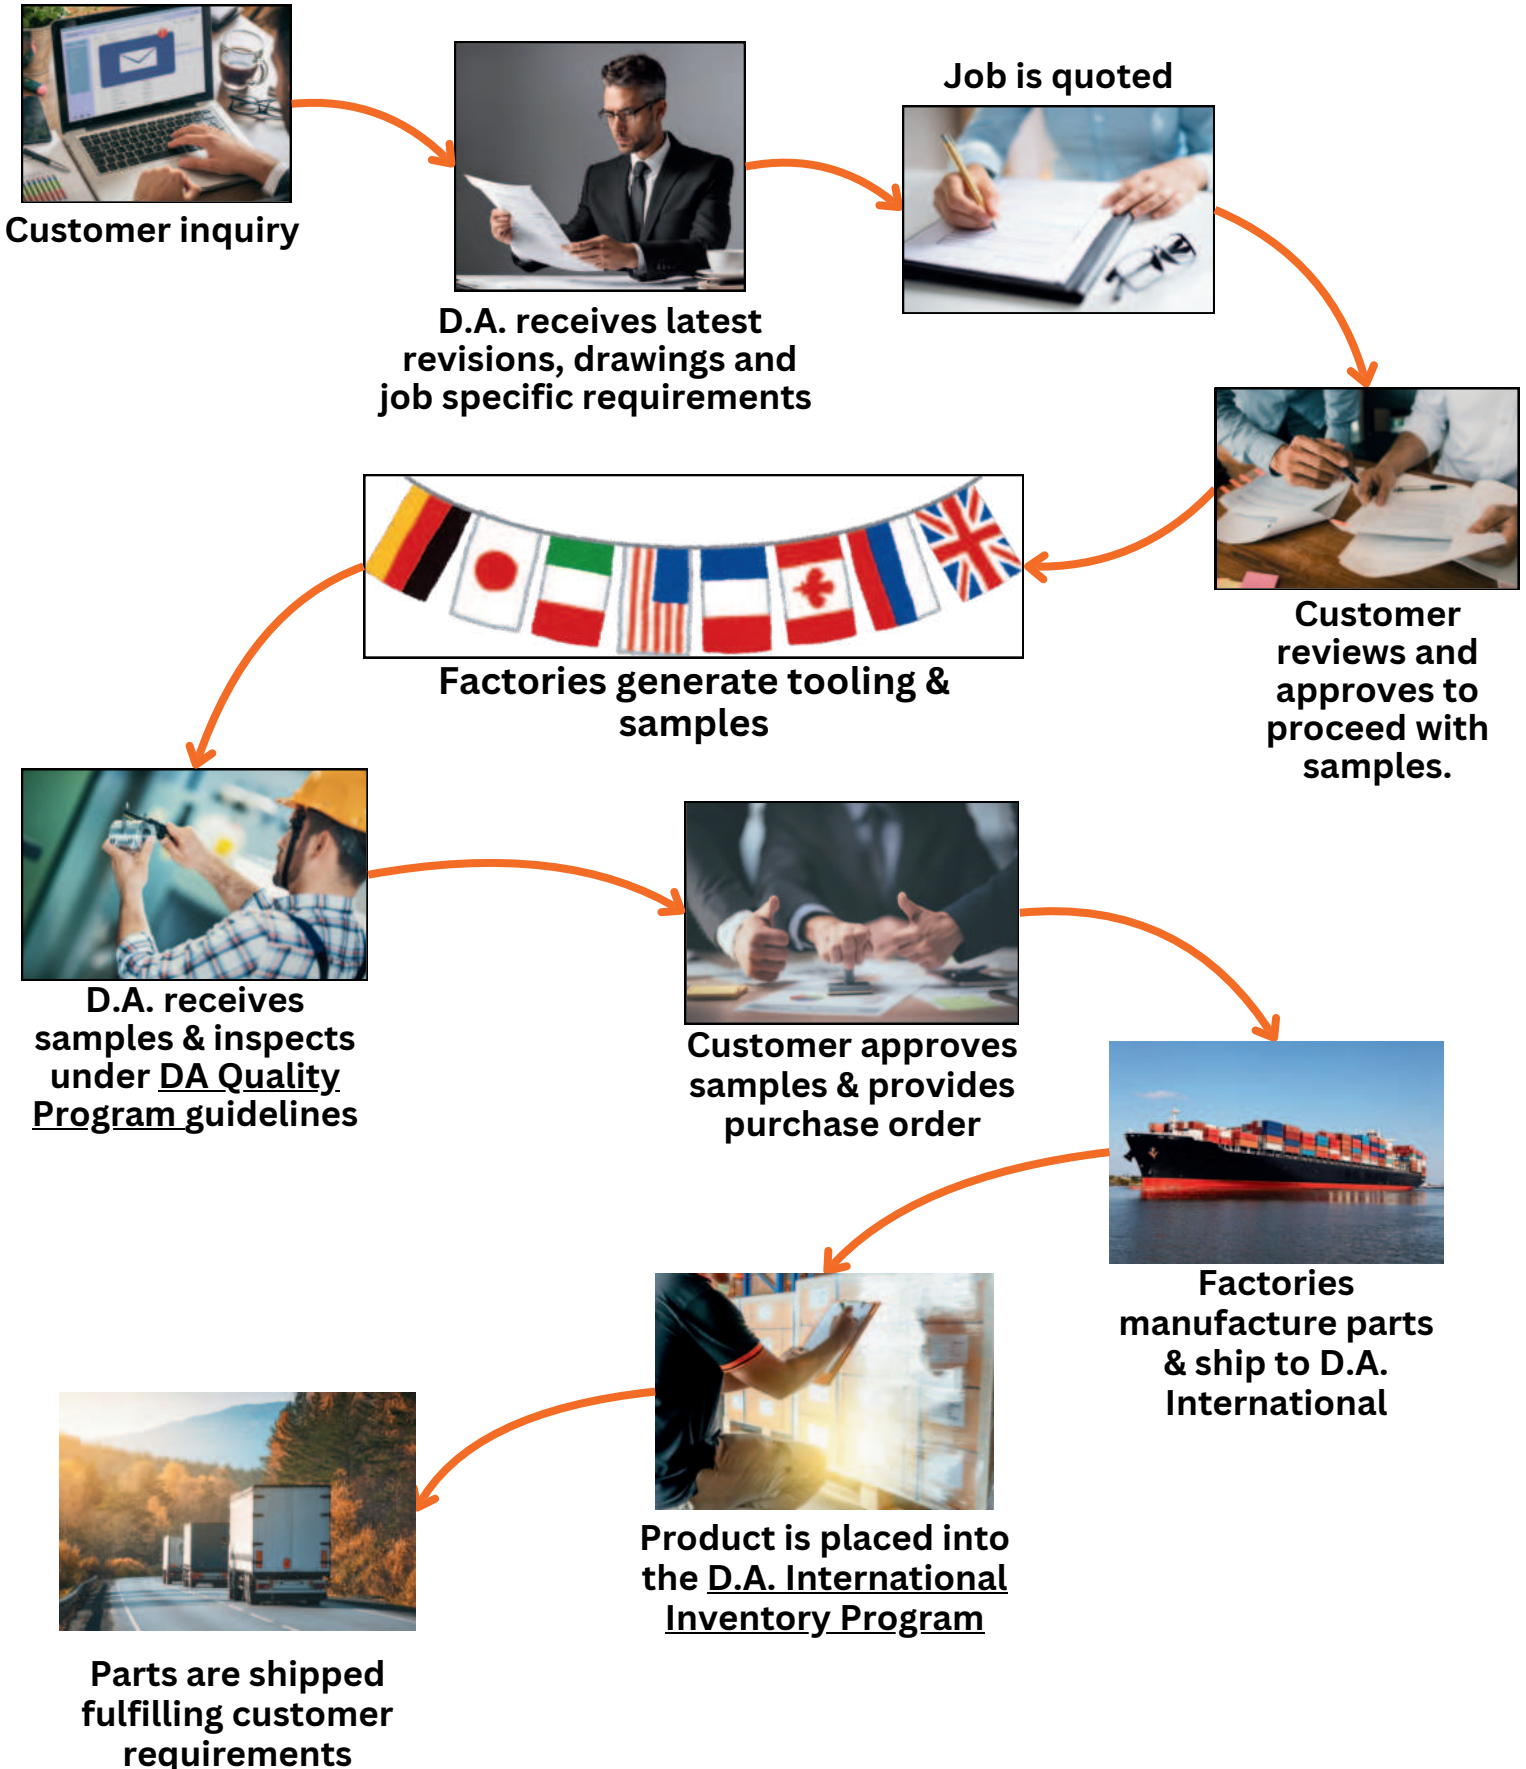 Customer inquiry
D.A. receives latest
revisions, drawings and
job specific requirements
Job is quoted
Customer
reviews and
approves to
proceed with
samples.
Factories generate tooling &
samples
D.A. receives
samples & inspects
under DA Quality
Program guidelines
Customer approves
samples & provides
purchase order
Factories
manufacture parts
& ship to D.A.
International
Product is placed into
the D.A. International
Inventory Program
Parts are shipped
fulfilling customer
requirements